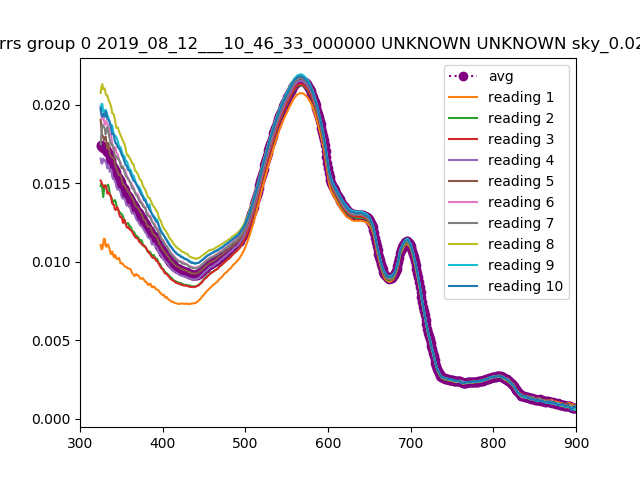 rrs group 0 2019_08_12___10_46_33_000000 UNKNOWN UNKNOWN sky_0.02
avg
reading 1
reading 2
reading 3
reading 4
reading 5
reading 6
reading 7
reading 8
reading 9
reading 10
0.020
0.015
0.010
0.005
0.000
300 400 500 600 700 800 900